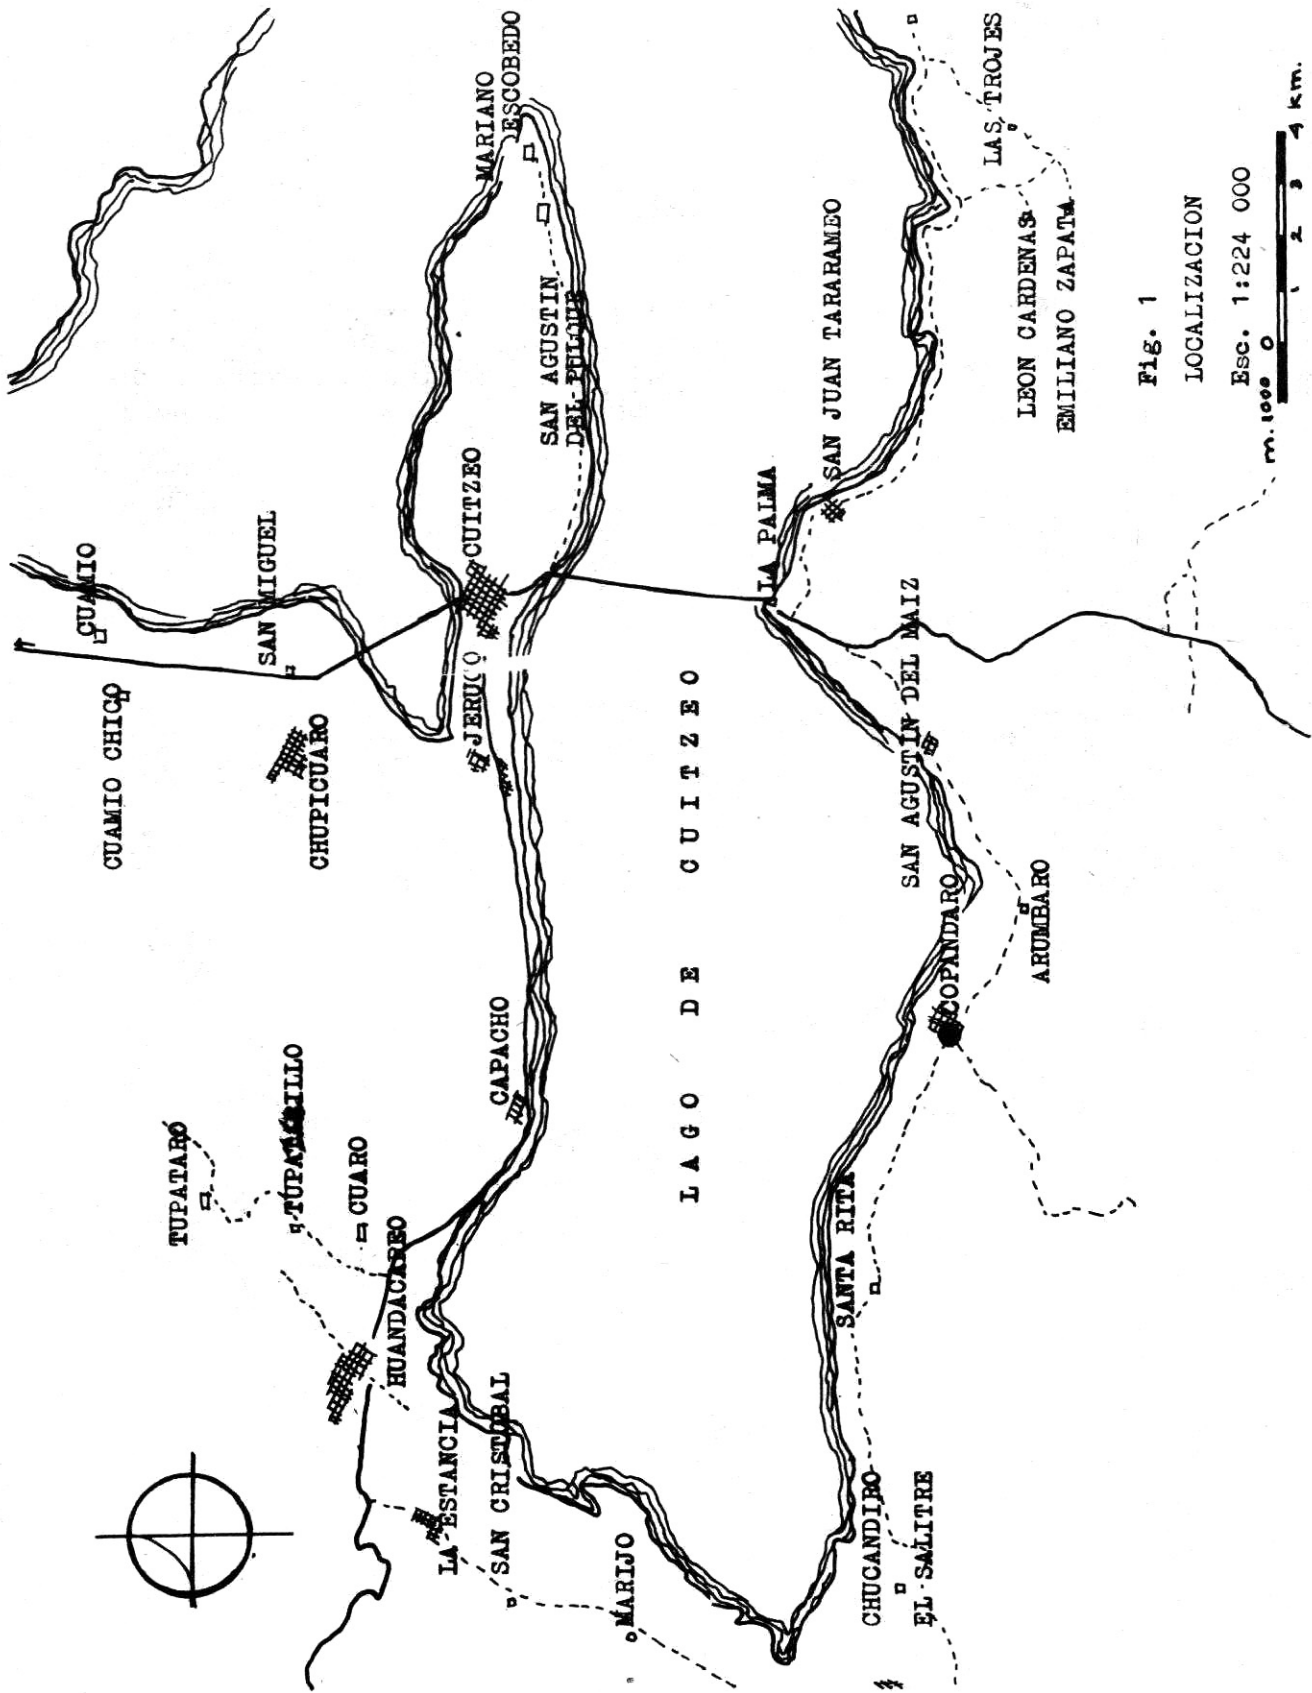 TUPATARO
CUAMIO CHICO
CUAMIO
TUPATARILLO
CUARO
CHUPICUARO
SAN MIGUEL
HUANDACAREO
LA ESTANCIA
SAN CRISTOBAL
CAPACHO
JERUCO
CUITZEO
MARIANO
ESCOBEDO
SAN AGUSTIN
DEL PULQUE
MARIJO
LAGO DE CUITZEO
LA PALMA
SAN JUAN TARARAMEO
SANTA RITA
CHUCANDIRO
EL SALITRE
COPANDARO
SAN AGUSTIN DEL MAIZ
ARUMBARO
LAS TROJES
LEON CARDENAS
EMILIANO ZAPATA
Fig. 1
LOCALIZACION
Esc. 1:224 000
m. 1000 0 1 2 3 4 km.